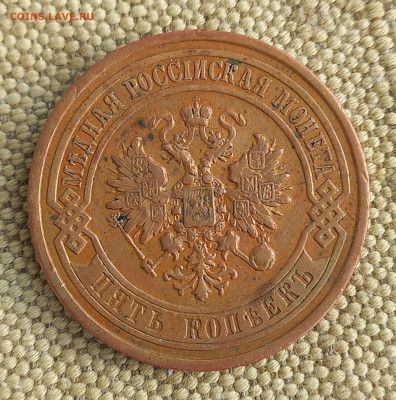 COINS.LAVE.RU
МѢДНАЯ РОССІЙСКАЯ МОНЕТА
ПЯТЬ КОПѢЕКЪ